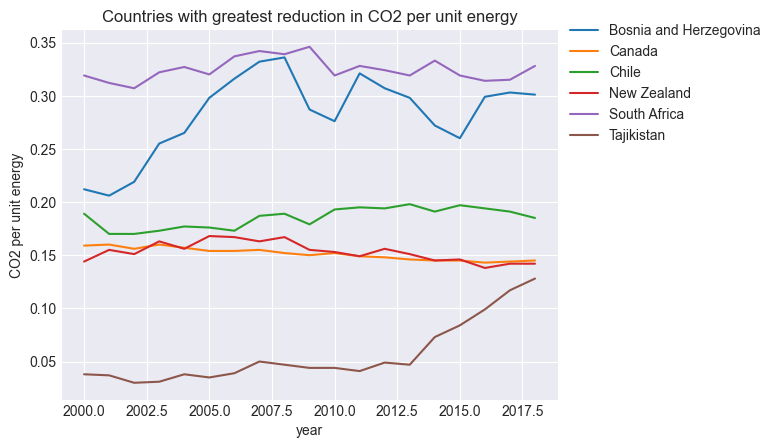 Countries with greatest reduction in CO2 per unit energy
Bosnia and Herzegovina
Canada
Chile
New Zealand
South Africa
Tajikistan
CO2 per unit energy
0.35
0.30
0.25
0.20
0.15
0.10
0.05
2000.0 2002.5 2005.0 2007.5 2010.0 2012.5 2015.0 2017.5
year